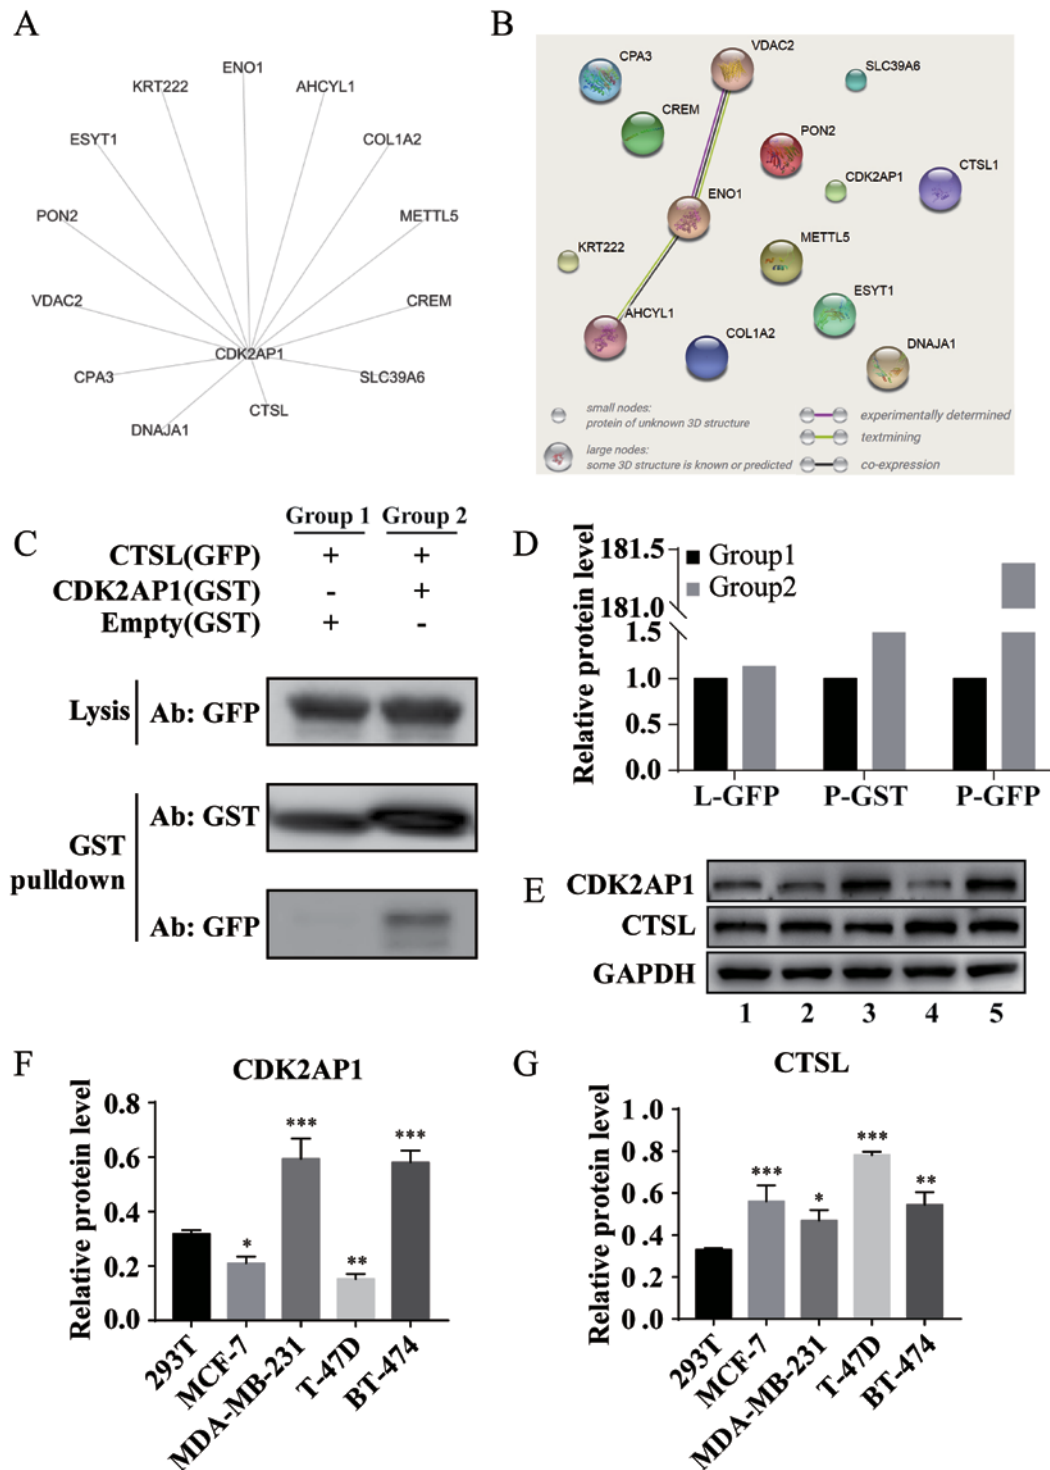 A
ENO1
KRT222
AHCYL1
ESYT1
COL1A2
PON2
METTL5
VDAC2
CREM
CDK2AP1
CPA3
SLC39A6
CTSL
DNAJA1
B
VDAC2
CPA3
SLC39A6
CREM
PON2
CTSL1
CDK2AP1
ENO1
METTL5
KRT222
ESYT1
AHCYL1
COL1A2
DNAJA1
small nodes:
protein of unknown 3D structure
large nodes:
some 3D structure is known or predicted
experimentally determined
textmining
co-expression
C
Group 1 Group 2
CTSL(GFP) + +
CDK2AP1(GST) - +
Empty(GST) + -
Lysis Ab: GFP
GST pulldown
Ab: GST
Ab: GFP
D
Relative protein level
181.5
181.0
1.5
1.0
0.5
0.0
Group1
Group2
L-GFP P-GST P-GFP
E
CDK2AP1
CTSL
GAPDH
1 2 3 4 5
F
CDK2AP1
Relative protein level
0.8
0.6
0.4
0.2
0.0
* *** ** ***
293T
MCF-7
MDA-MB-231
T-47D
BT-474
G
CTSL
Relative protein level
1.0
0.8
0.6
0.4
0.2
0.0
*** * *** **
293T
MCF-7
MDA-MB-231
T-47D
BT-474